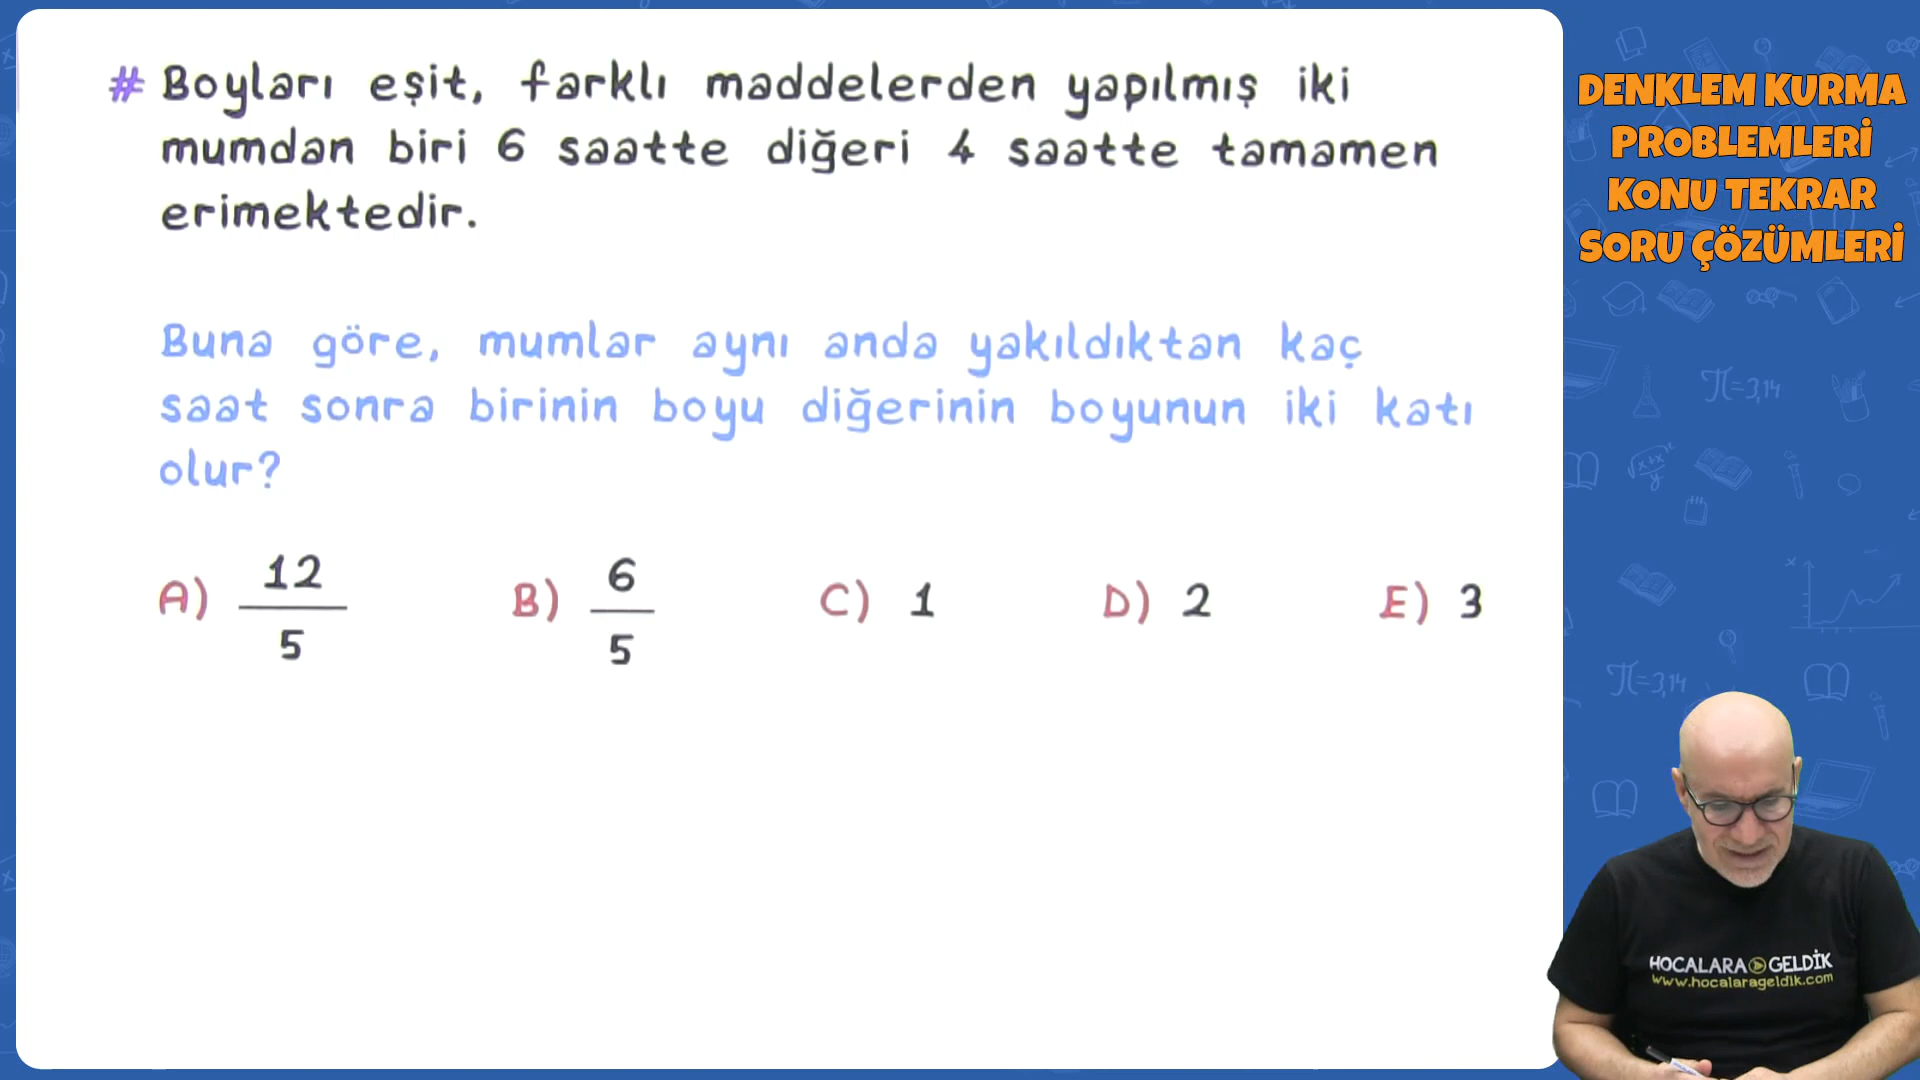 # Boyları eşit, farklı maddelerden yapılmış iki
mumdan biri 6 saatte diğeri 4 saatte tamamen
erimektedir.
Buna göre, mumlar aynı anda yakıldıktan kaç
saat sonra birinin boyu diğerinin boyunun iki katı
olur?
A) 12/5 B) 6/5 C) 1 D) 2 E) 3
DENKLEM KURMA
PROBLEMLERİ
KONU TEKRAR
SORU ÇÖZÜMLERİ
π=3,14
√x+x²/y
π=3,14
HOCALARA GELDİK
www.hocalarageldik.com